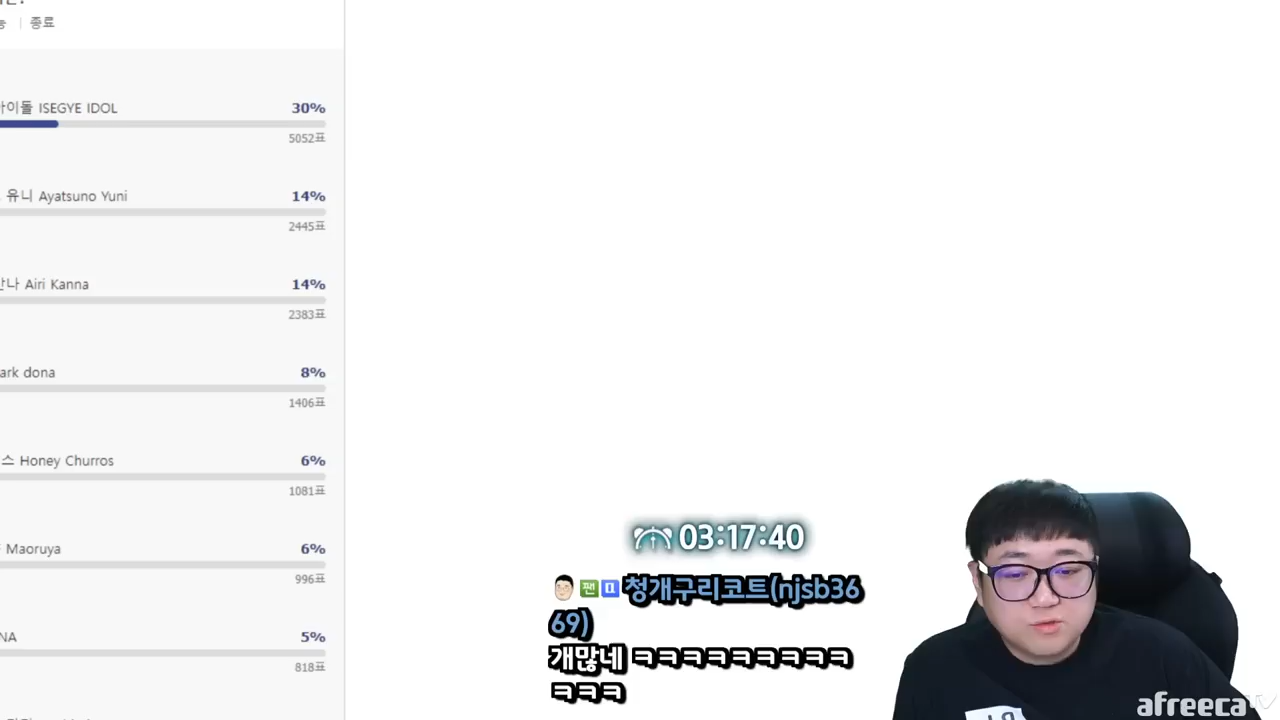 종료
아이돌 ISEGYE IDOL
30%
5052표
유니 Ayatsuno Yuni
14%
2445표
칸나 Airi Kanna
14%
2383표
ark dona
8%
1406표
스 Honey Churros
6%
1081표
Maoruya
6%
996표
NA
5%
818표
03:17:40
팬 청개구리코트(njsb36
69)
개많네 ㅋㅋㅋㅋㅋㅋㅋㅋㅋ
ㅋㅋㅋ
afreecaTV